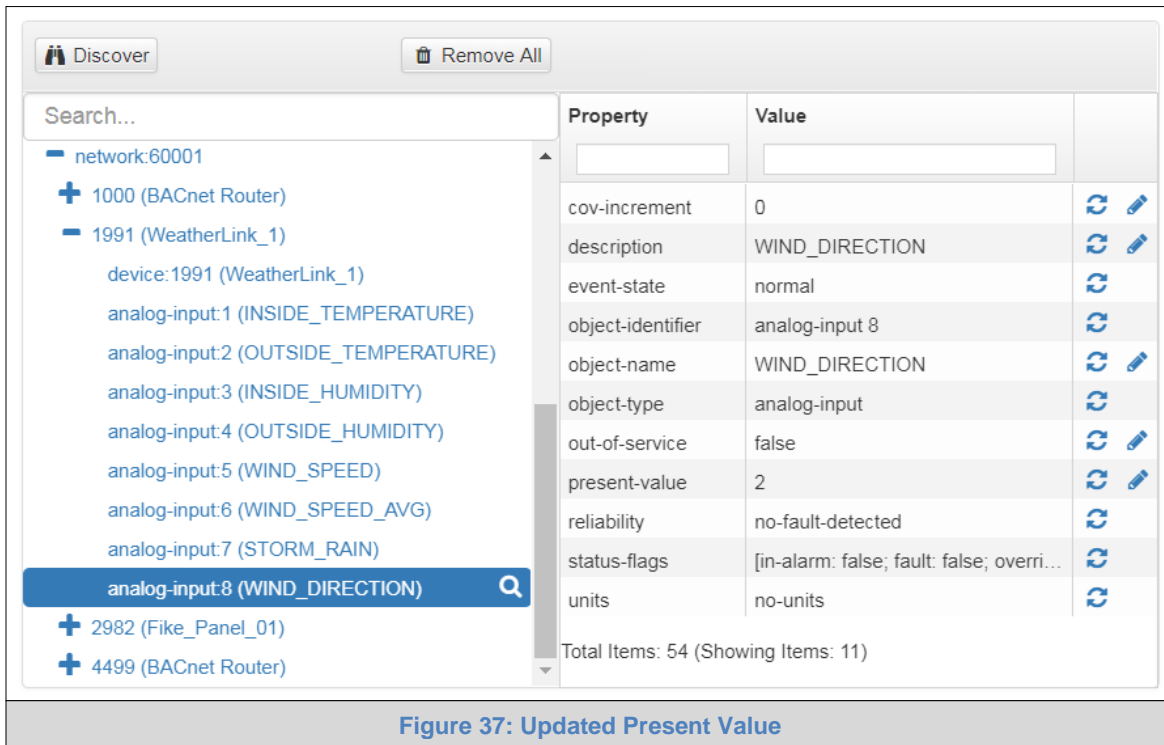 Discover
Remove All
Search...
network:60001
1000 (BACnet Router)
1991 (WeatherLink_1)
device:1991 (WeatherLink_1)
analog-input:1 (INSIDE_TEMPERATURE)
analog-input:2 (OUTSIDE_TEMPERATURE)
analog-input:3 (INSIDE_HUMIDITY)
analog-input:4 (OUTSIDE_HUMIDITY)
analog-input:5 (WIND_SPEED)
analog-input:6 (WIND_SPEED_AVG)
analog-input:7 (STORM_RAIN)
analog-input:8 (WIND_DIRECTION)
2982 (Fike_Panel_01)
4499 (BACnet Router)
Property Value
cov-increment 0
description WIND_DIRECTION
event-state normal
object-identifier analog-input 8
object-name WIND_DIRECTION
object-type analog-input
out-of-service false
present-value 2
reliability no-fault-detected
status-flags [in-alarm: false; fault: false; overri...
units no-units
Total Items: 54 (Showing Items: 11)
Figure 37: Updated Present Value